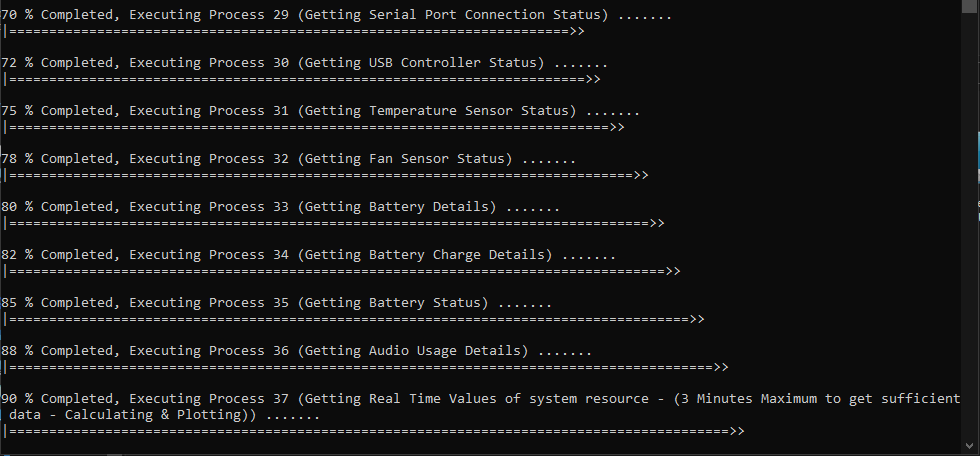 70 % Completed, Executing Process 29 (Getting Serial Port Connection Status) .......
|======================================================================>>
72 % Completed, Executing Process 30 (Getting USB Controller Status) .......
|========================================================================>>
75 % Completed, Executing Process 31 (Getting Temperature Sensor Status) .......
|===========================================================================>>
78 % Completed, Executing Process 32 (Getting Fan Sensor Status) .......
|==============================================================================>>
80 % Completed, Executing Process 33 (Getting Battery Details) .......
|================================================================================>>
82 % Completed, Executing Process 34 (Getting Battery Charge Details) .......
|==================================================================================>>
85 % Completed, Executing Process 35 (Getting Battery Status) .......
|=====================================================================================>>
88 % Completed, Executing Process 36 (Getting Audio Usage Details) .......
|========================================================================================>>
90 % Completed, Executing Process 37 (Getting Real Time Values of system resource - (3 Minutes Maximum to get sufficient
data - Calculating & Plotting)) .......
|==========================================================================================>>